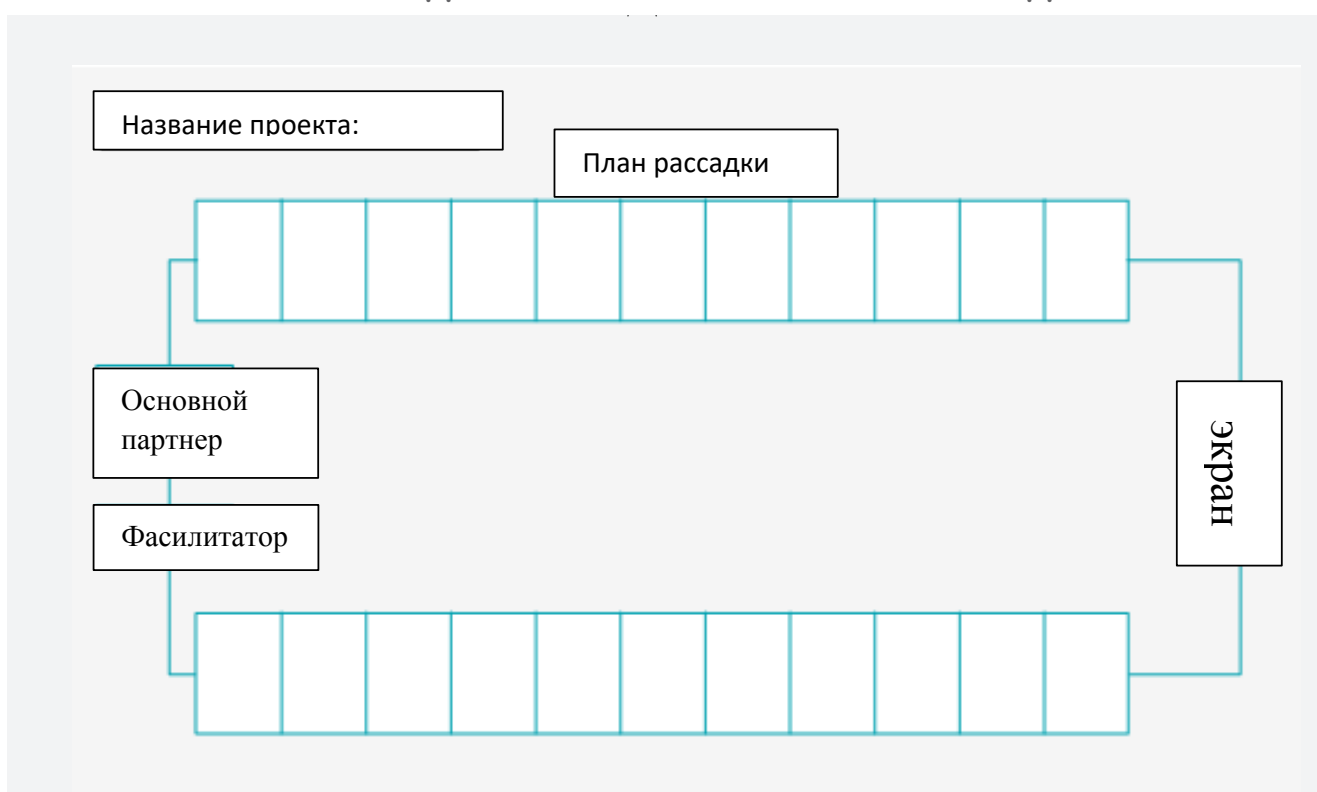 Название проекта:
План рассадки
Основной
партнер
Фасилитатор
экран